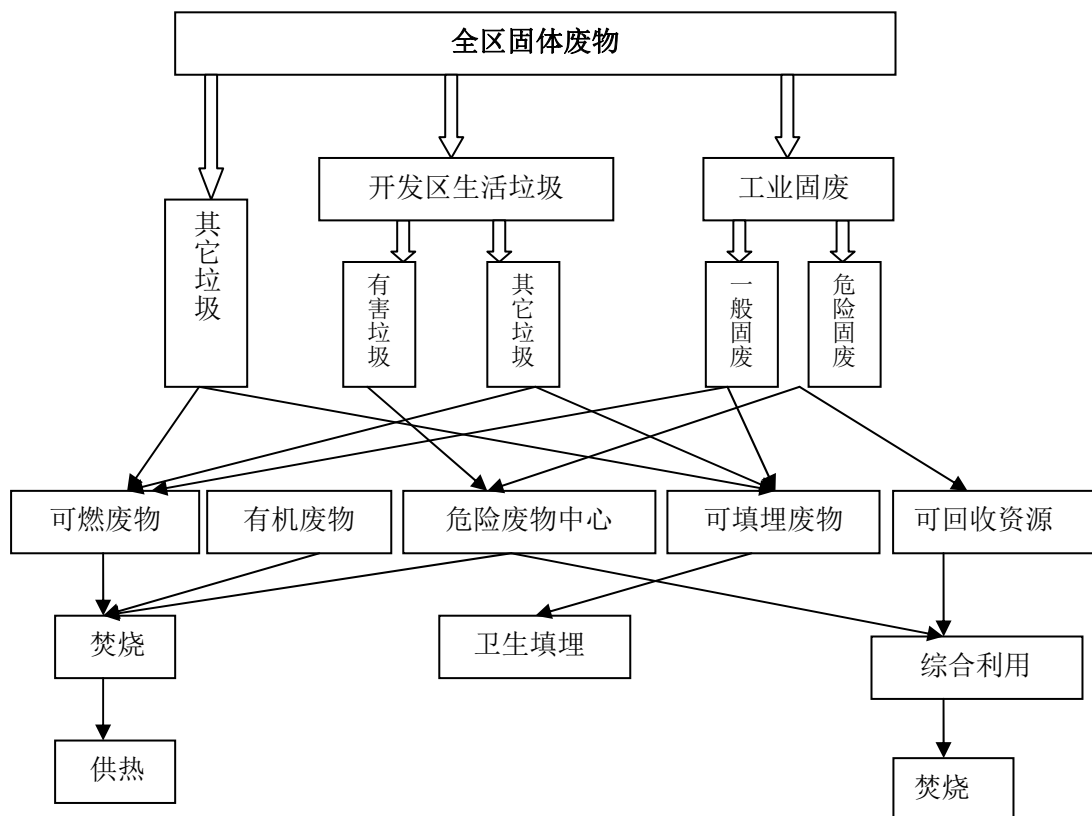 全区固体废物
开发区生活垃圾
工业固废
其它垃圾
有害垃圾
其它垃圾
一般固废
危险固废
可燃废物
有机废物
危险废物中心
可填埋废物
可回收资源
焚烧
卫生填埋
综合利用
供热
焚烧